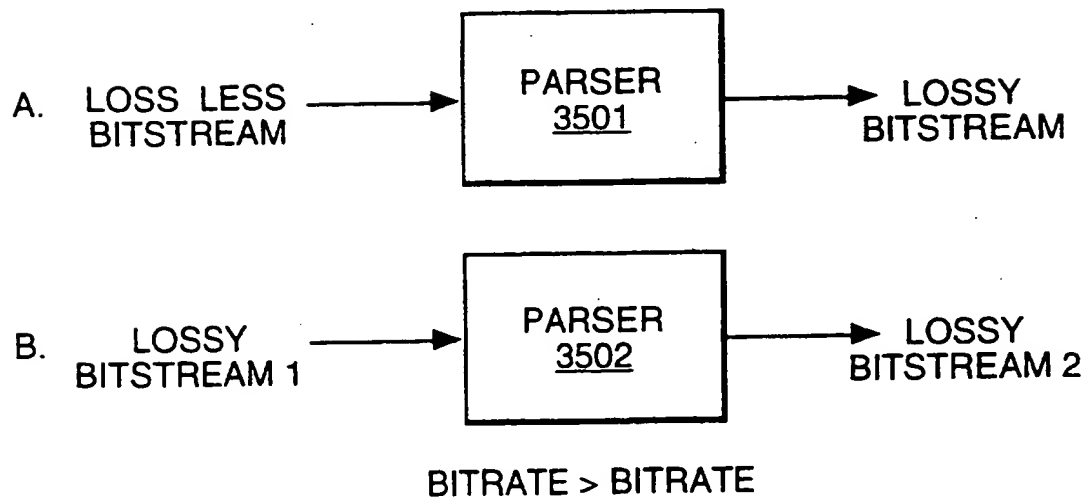 A. LOSS LESS BITSTREAM
PARSER
3501
LOSSY
BITSTREAM
B. LOSSY
BITSTREAM 1
PARSER
3502
LOSSY
BITSTREAM 2
BITRATE > BITRATE